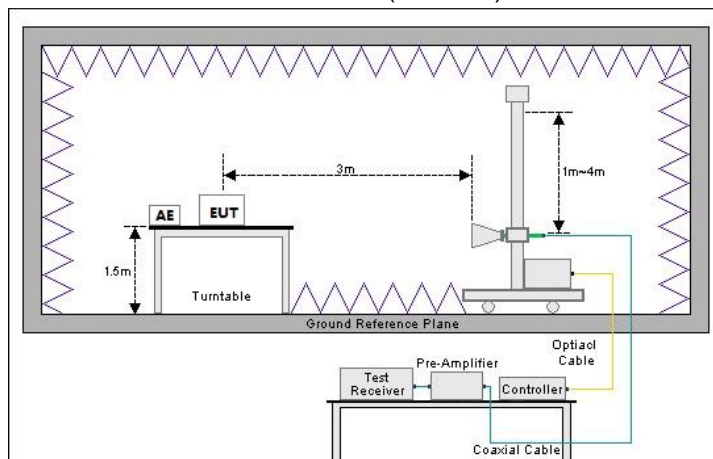 3m
1m~4m
AE
EUT
1.5m
Turntable
Ground Reference Plane
Optiacl
Cable
Pre-Amplifier
Test
Receiver
Controller
Coaxial Cable